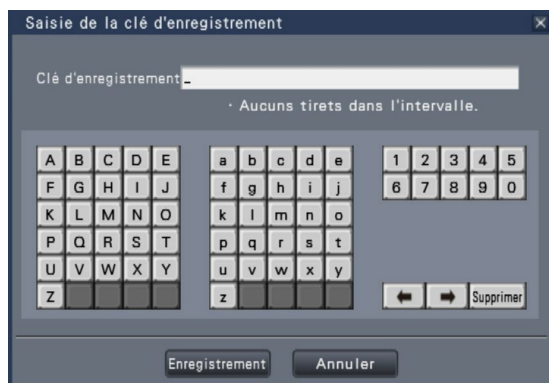 Saisie de la clé d'enregistrement
Clé d'enregistrement
· Aucuns tirets dans l'intervalle.
A B C D E a b c d e 1 2 3 4 5
F G H I J f g h i j 6 7 8 9 0
K L M N O k l m n o
P Q R S T p q r s t
U V W X Y u v w x y
Z z Supprimer
Enregistrement Annuler